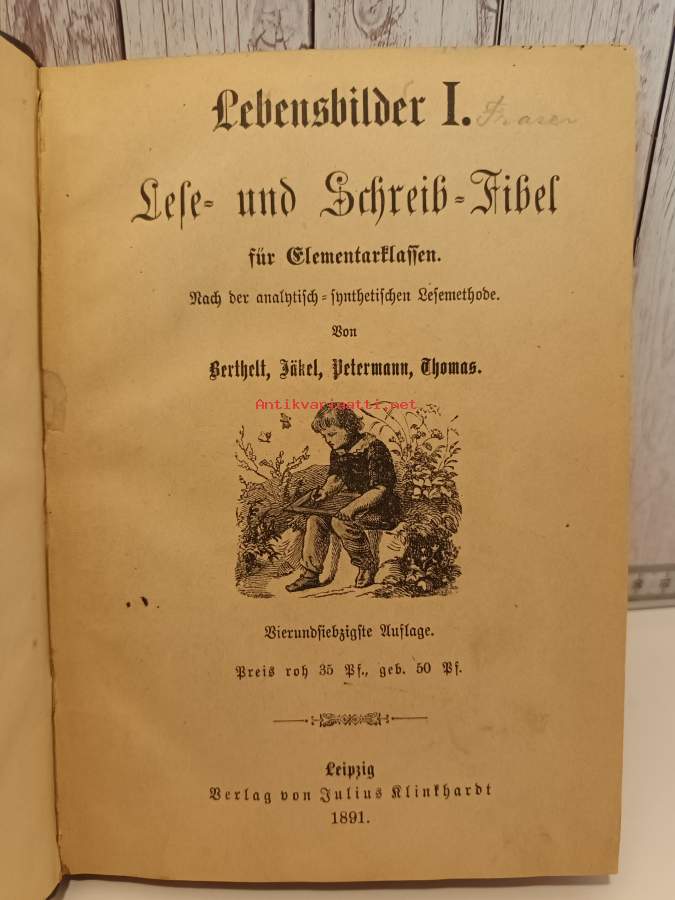 Lebensbilder I. Fraser
Lese- und Schreib-Fibel
für Elementarklassen.
Nach der analytisch-synthetischen Lesemethode.
Von
Berthelt, Jäkel, Petermann, Thomas.
Antikvariaatti.net
Vierundsiebzigste Auflage.
Preis roh 35 Pf., geb. 50 Pf.
Leipzig
Verlag von Julius Klinkhardt
1891.